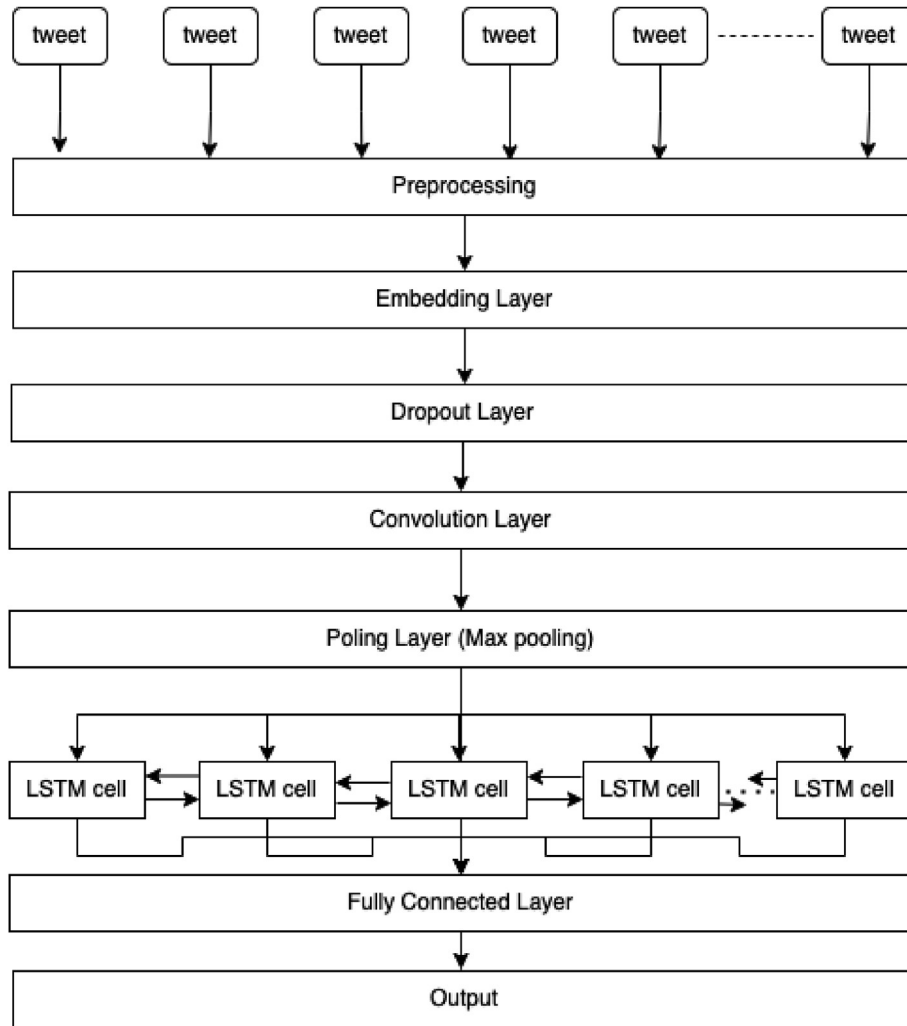 tweet tweet tweet tweet tweet tweet
Preprocessing
Embedding Layer
Dropout Layer
Convolution Layer
Poling Layer (Max pooling)
LSTM cell LSTM cell LSTM cell LSTM cell LSTM cell
Fully Connected Layer
Output